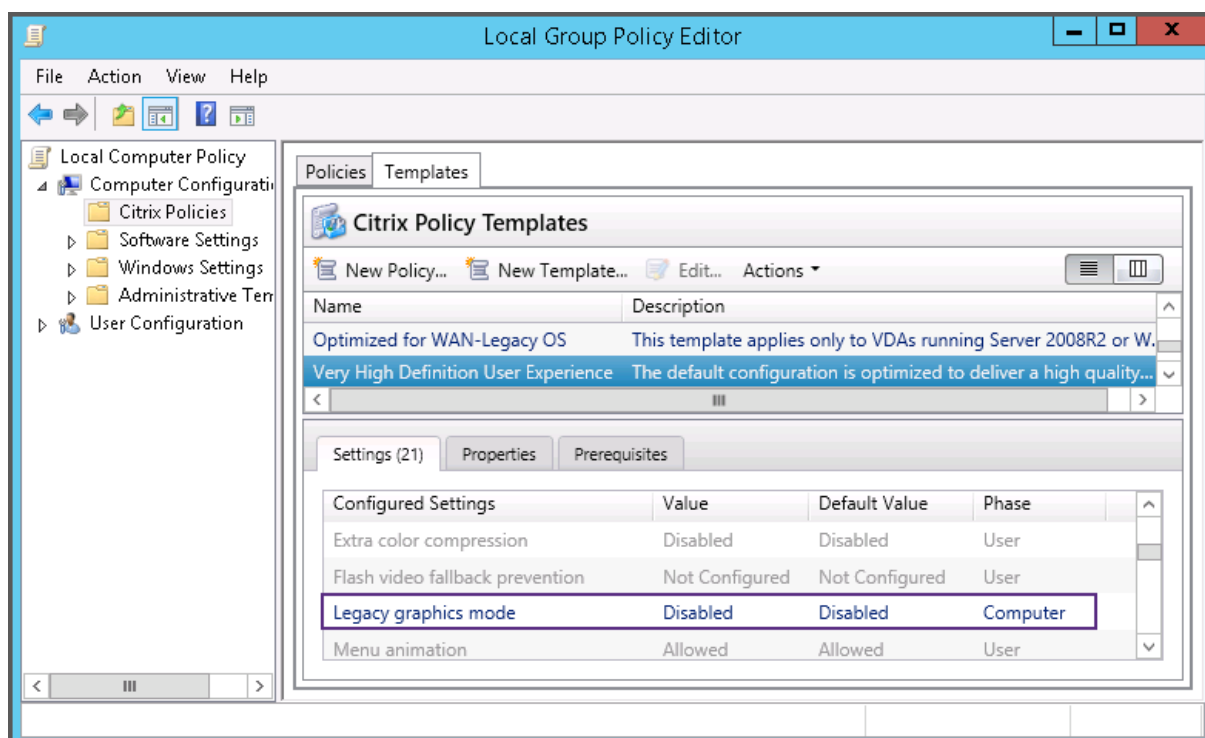 Local Group Policy Editor
File Action View Help
Local Computer Policy
Computer Configurati
Citrix Policies
Software Settings
Windows Settings
Administrative Tem
User Configuration
Policies Templates
Citrix Policy Templates
New Policy... New Template... Edit... Actions
Name Description
Optimized for WAN-Legacy OS This template applies only to VDAs running Server 2008R2 or W.
Very High Definition User Experience The default configuration is optimized to deliver a high quality...
Settings (21) Properties Prerequisites
Configured Settings Value Default Value Phase
Extra color compression Disabled Disabled User
Flash video fallback prevention Not Configured Not Configured User
Legacy graphics mode Disabled Disabled Computer
Menu animation Allowed Allowed User